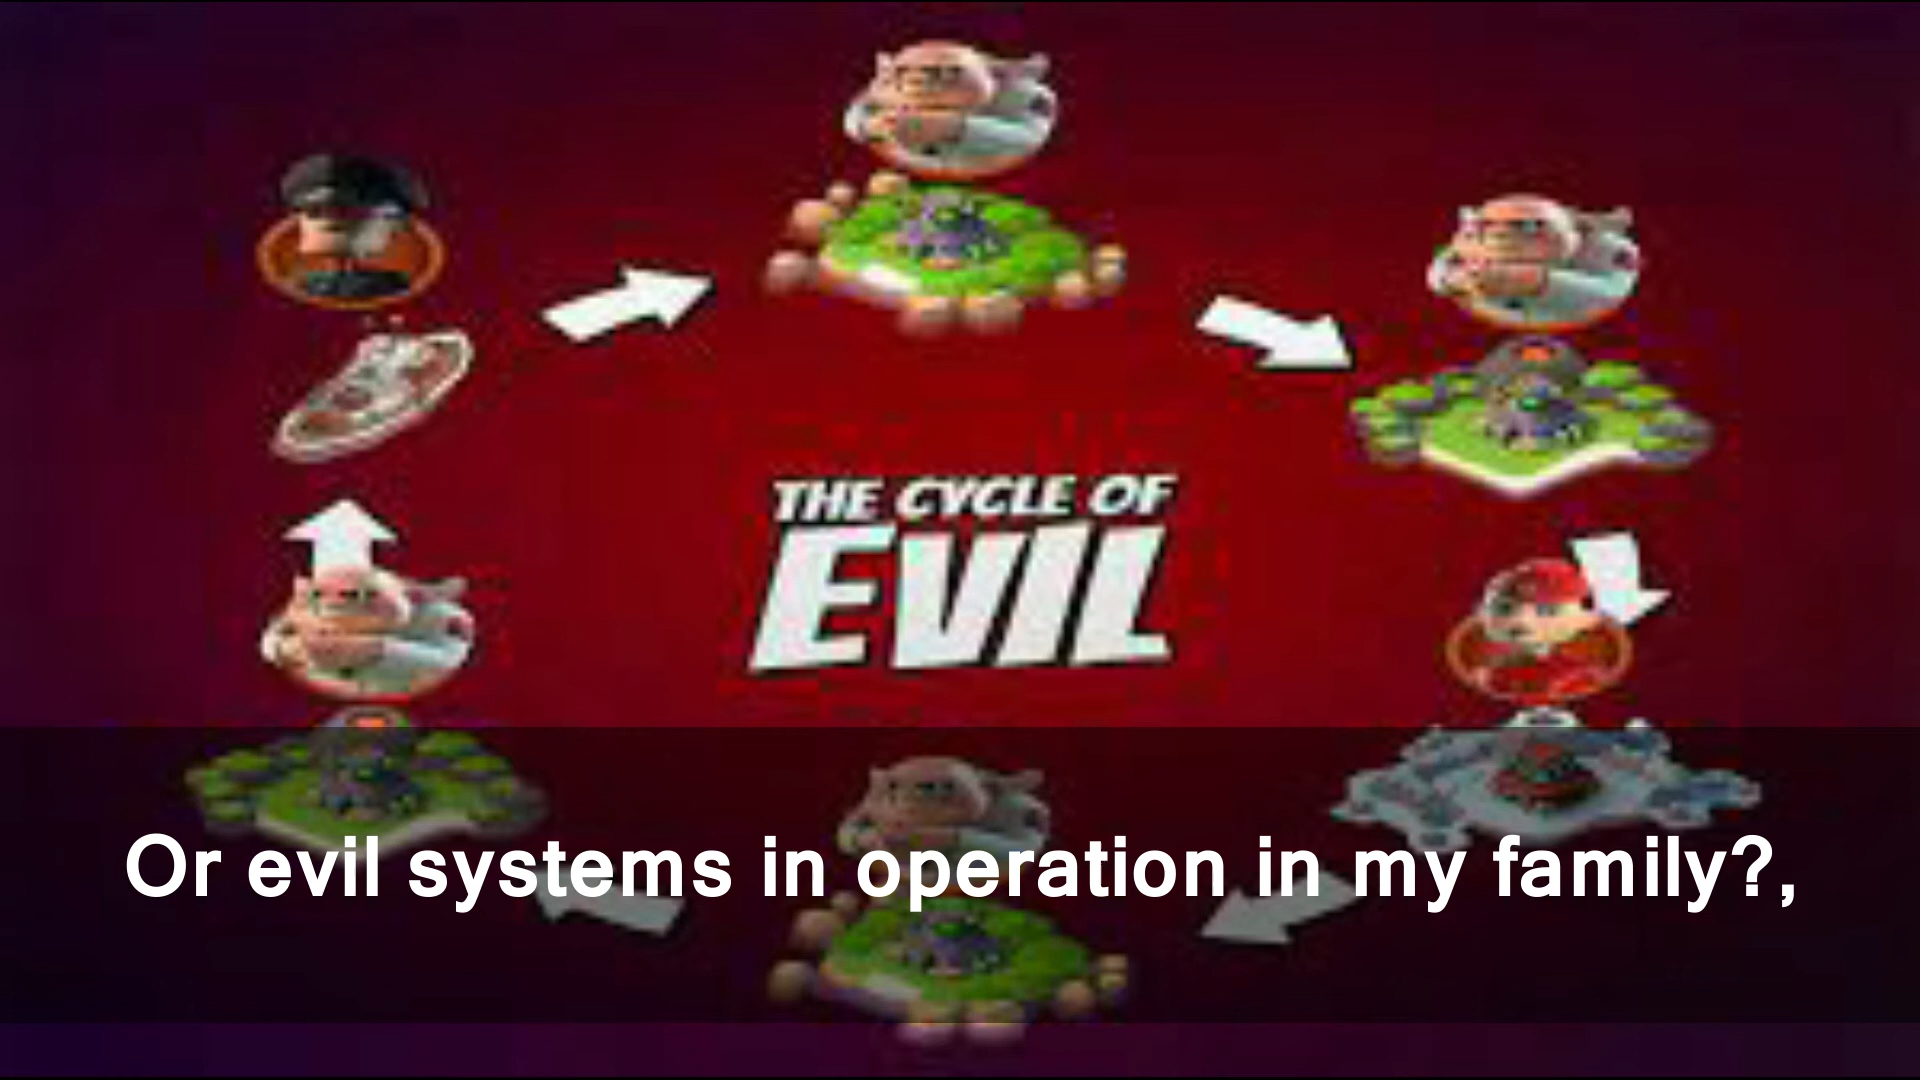 THE CYCLE OF
EVIL
Or evil systems in operation in my family?,